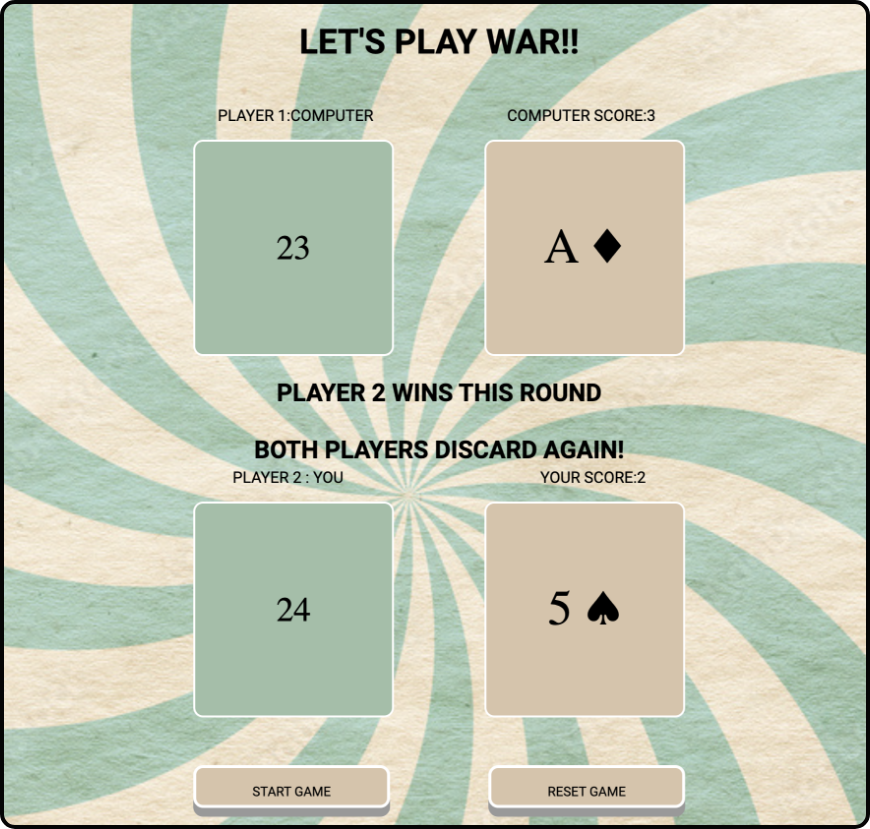 LET'S PLAY WAR!!
PLAYER 1:COMPUTER
COMPUTER SCORE:3
23
A ♦
PLAYER 2 WINS THIS ROUND
BOTH PLAYERS DISCARD AGAIN!
PLAYER 2 : YOU
YOUR SCORE:2
24
5 ♠
START GAME
RESET GAME